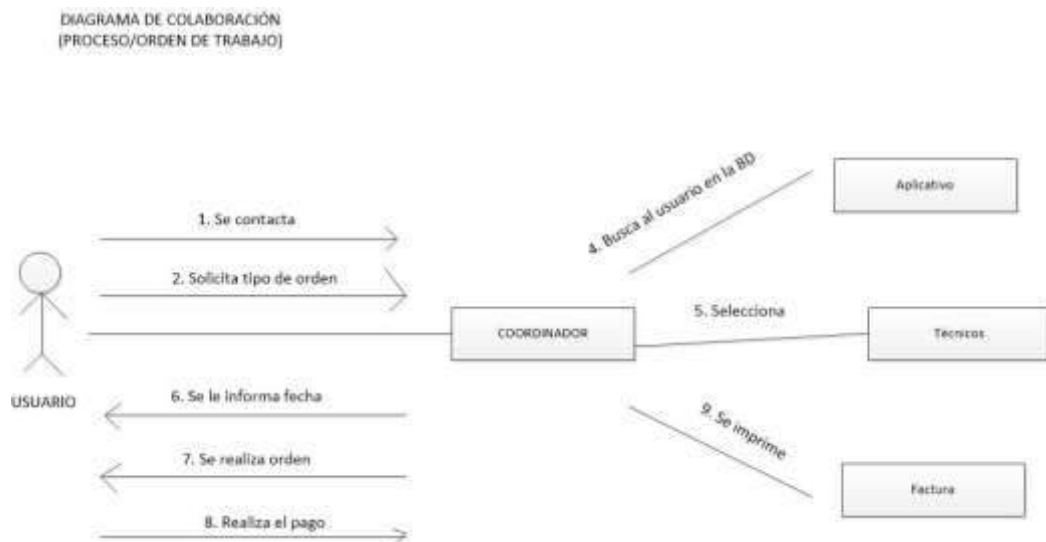 DIAGRAMA DE COLABORACIÓN
(PROCESO/ORDEN DE TRABAJO)
4. Busca al usuario en la BD
Aplicativo
1. Se contacta
2. Solicita tipo de orden
5. Selecciona
COORDINADOR
Técnicos
USUARIO
6. Se le informa fecha
9. Se imprime
7. Se realiza orden
Factura
8. Realiza el pago